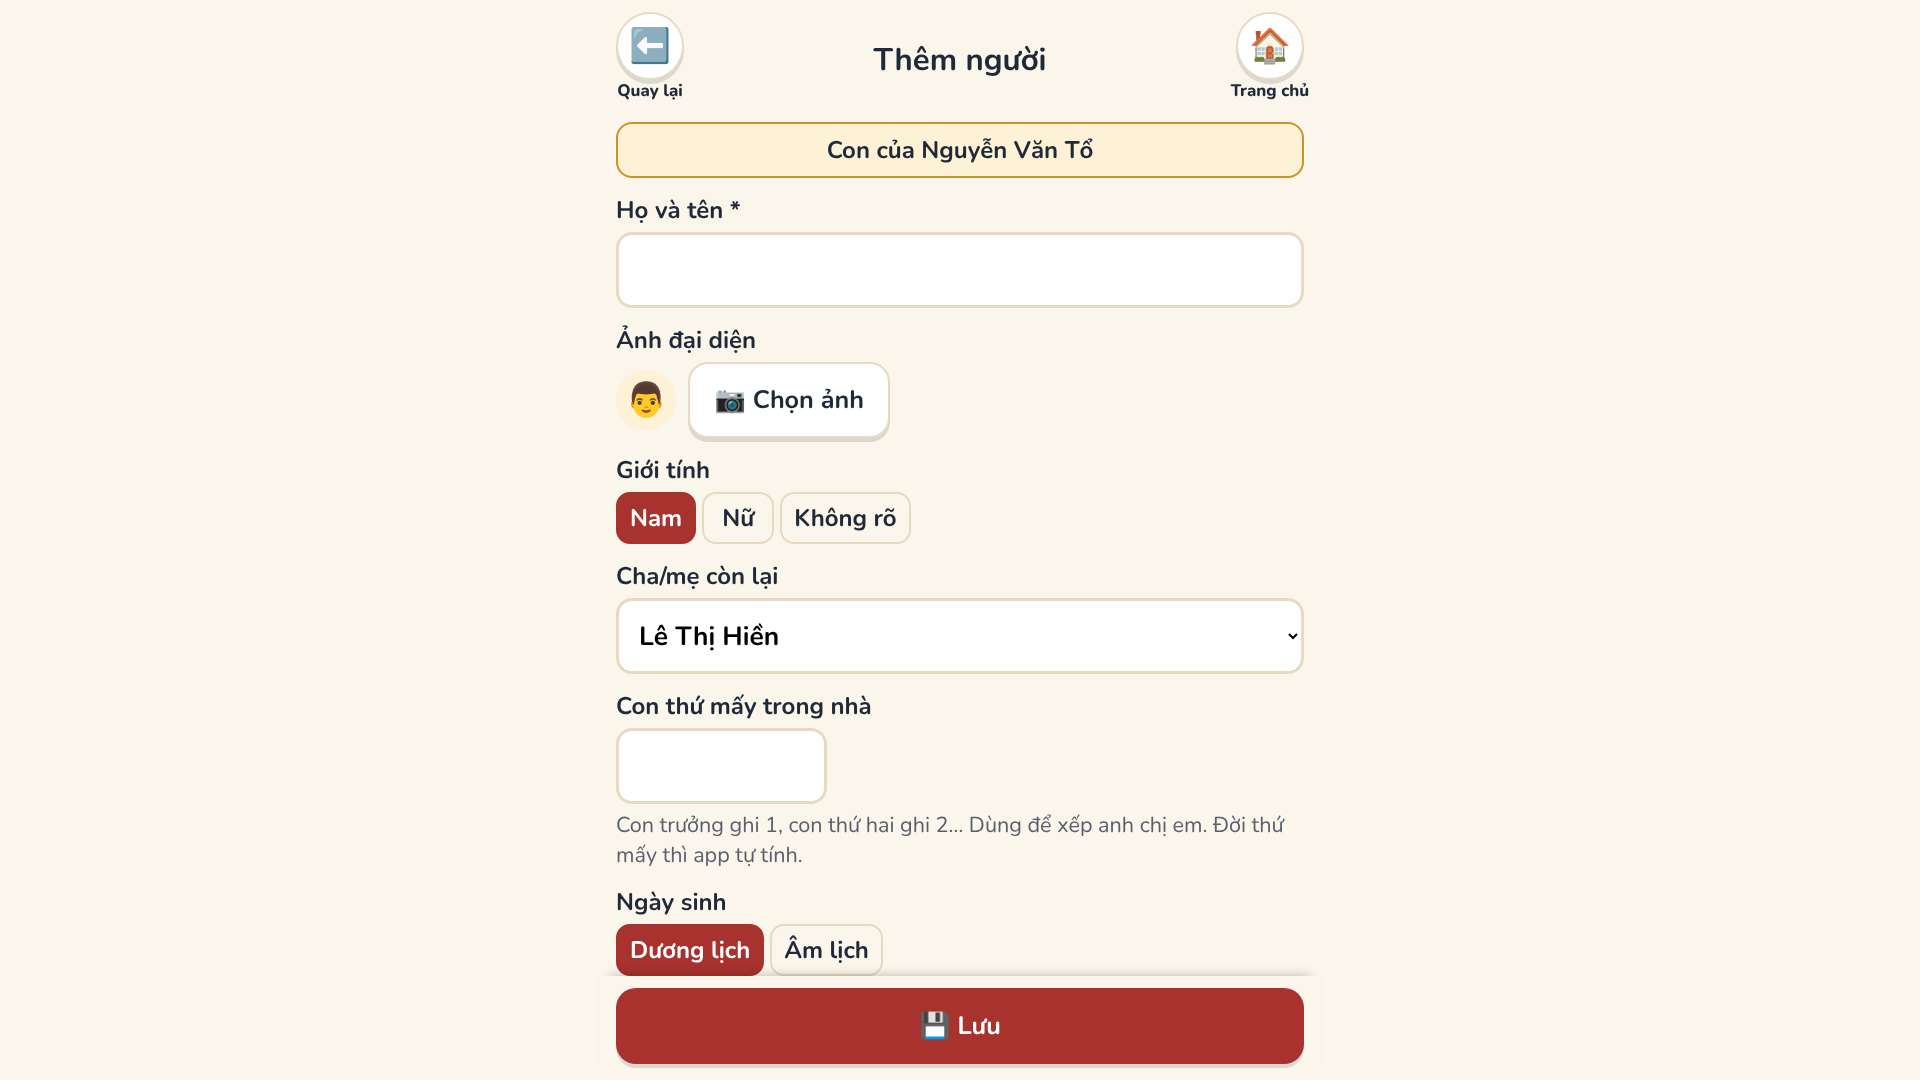 Quay lại
Thêm người
Trang chủ
Con của Nguyễn Văn Tổ
Họ và tên *
Ảnh đại diện
Chọn ảnh
Giới tính
Nam
Nữ
Không rõ
Cha/mẹ còn lại
Lê Thị Hiền
Con thứ mấy trong nhà
Con trưởng ghi 1, con thứ hai ghi 2... Dùng để xếp anh chị em. Đời thứ
mấy thì app tự tính.
Ngày sinh
Dương lịch
Âm lịch
Lưu